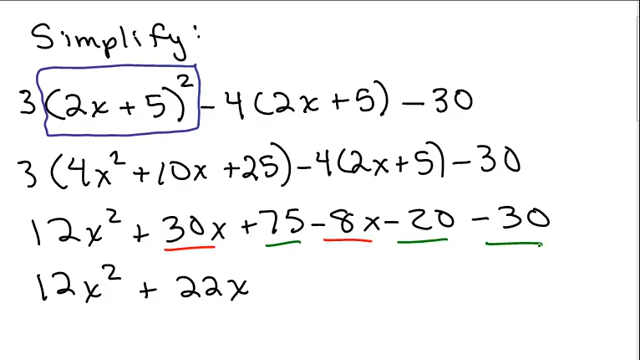 Simplify:
3(2x + 5)² - 4(2x + 5) - 30
3(4x² + 10x + 25) - 4(2x + 5) - 30
12x² + 30x + 75 - 8x - 20 - 30
12x² + 22x